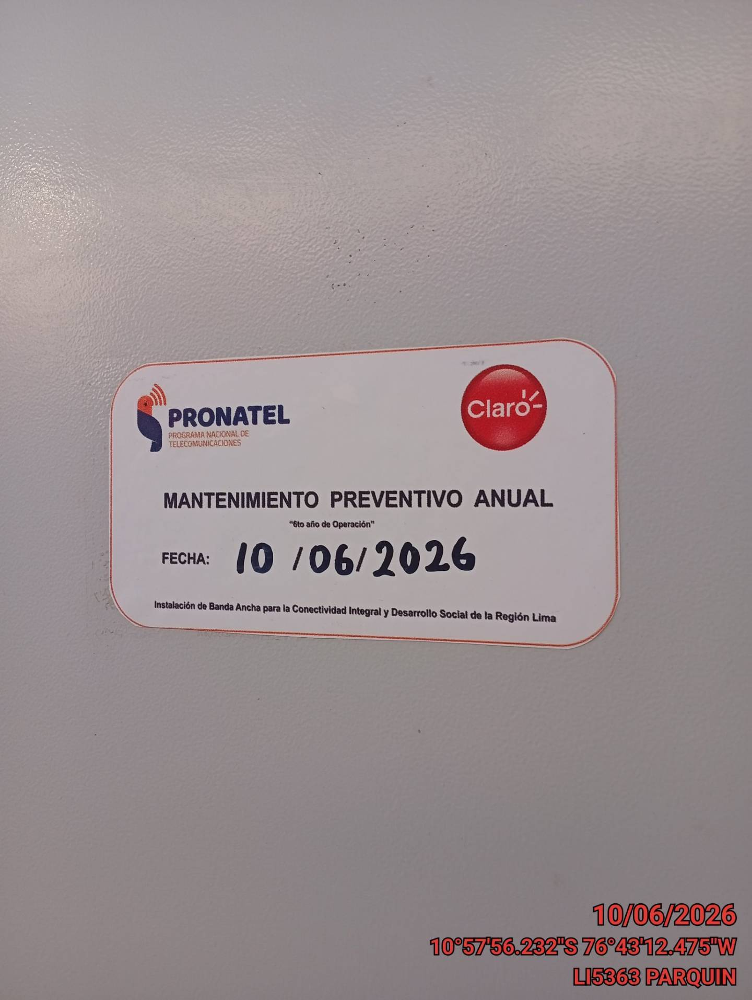 PRONATEL
PROGRAMA NACIONAL DE
TELECOMUNICACIONES
Claro
MANTENIMIENTO PREVENTIVO ANUAL
“6to año de Operación”
FECHA: 10 /06/2026
Instalación de Banda Ancha para la Conectividad Integral y Desarrollo Social de la Región Lima
10/06/2026
10°57'56.232"S 76°43'12.475"W
LI5363 PARQUIN